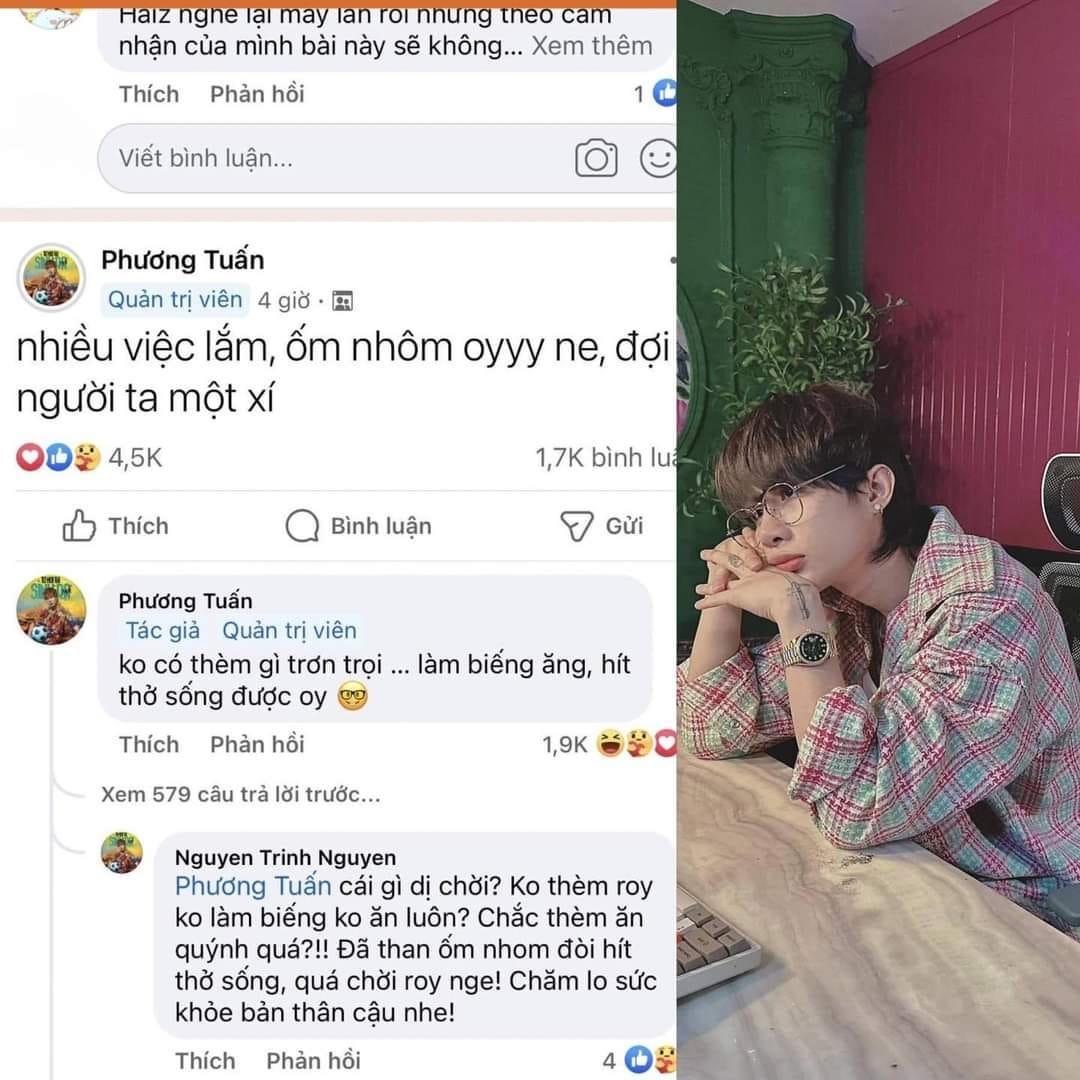 Haiz nghe lại mấy lần rồi nhưng theo cảm
nhận của mình bài này sẽ không... Xem thêm
Thích Phản hồi 1
Viết bình luận...
Phương Tuấn
Quản trị viên 4 giờ ·
nhiều việc lắm, ốm nhôm oyyy ne, đợi
người ta một xí
4,5K 1,7K bình luậ
Thích Bình luận Gửi
Phương Tuấn
Tác giả Quản trị viên
ko có thèm gì trơn trọi ... làm biếng ăng, hít
thở sống được oy
Thích Phản hồi 1,9K
Xem 579 câu trả lời trước...
Nguyen Trinh Nguyen
Phương Tuấn cái gì dị chời? Ko thèm roy
ko làm biếng ko ăn luôn? Chắc thèm ăn
quýnh quá?!! Đã than ốm nhom đòi hít
thở sống, quá chời roy nge! Chăm lo sức
khỏe bản thân cậu nhe!
Thích Phản hồi 4